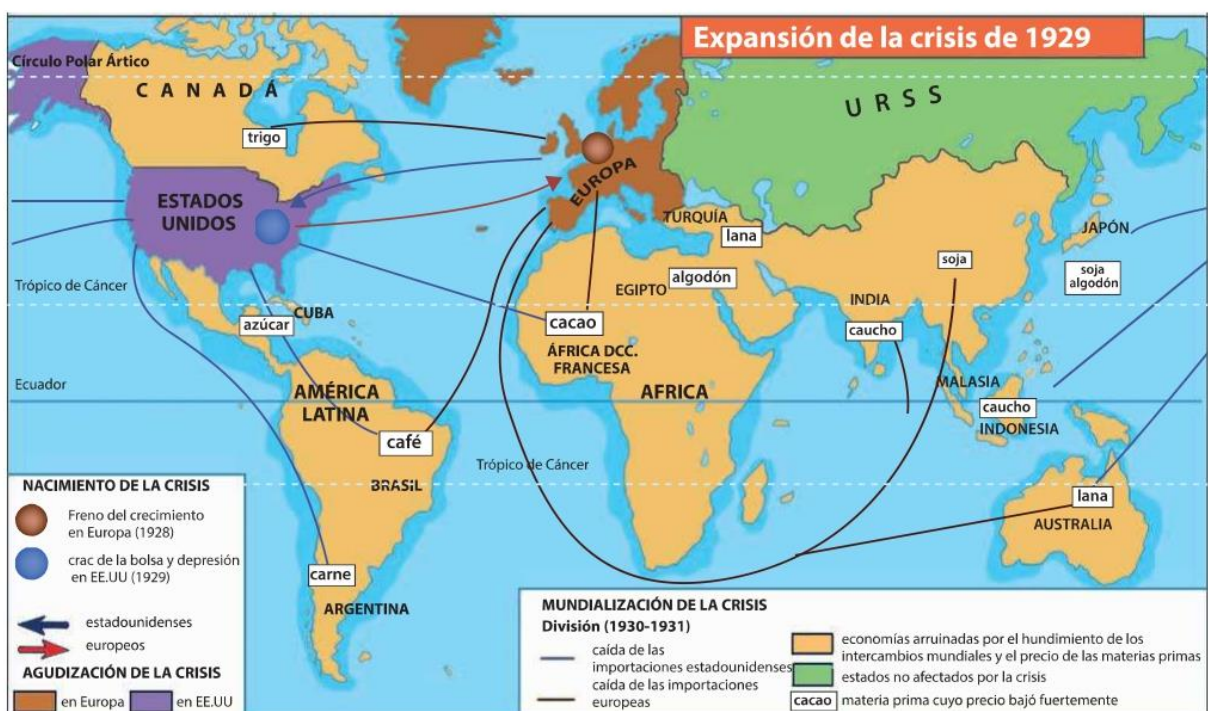 Expansión de la crisis de 1929
Círculo Polar Ártico
CANADÁ
URSS
trigo
EUROPA
ESTADOS
UNIDOS
TURQUÍA
lana
JAPÓN
soja
soja
algodón
algodón
EGIPTO
Trópico de Cáncer
INDIA
CUBA
azúcar
cacao
caucho
ÁFRICA DCC.
FRANCESA
Ecuador
AMÉRICA
LATINA
AFRICA
MALASIA
caucho
INDONESIA
café
Trópico de Cáncer
BRASIL
lana
AUSTRALIA
carne
ARGENTINA
NACIMIENTO DE LA CRISIS
Freno del crecimiento
en Europa (1928)
crac de la bolsa y depresión
en EE.UU (1929)
estadounidenses
europeos
AGUDIZACIÓN DE LA CRISIS
en Europa
en EE.UU
MUNDIALIZACIÓN DE LA CRISIS
División (1930-1931)
caída de las
importaciones estadounidenses
caída de las importaciones
europeas
economías arruinadas por el hundimiento de los
intercambios mundiales y el precio de las materias primas
estados no afectados por la crisis
cacao materia prima cuyo precio bajó fuertemente